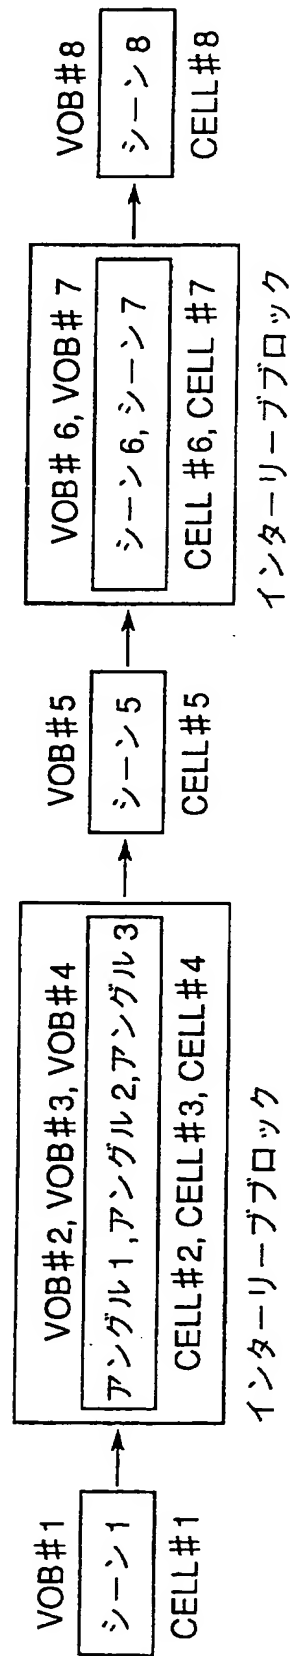 VOB#1
シーン1
CELL#1
VOB#2, VOB#3, VOB#4
アングル1,アングル2,アングル3
CELL#2, CELL#3, CELL#4
インターリーブブロック
VOB#5
シーン5
CELL#5
VOB# 6, VOB# 7
シーン6, シーン7
CELL #6, CELL #7
インターリーブブロック
VOB#8
シーン8
CELL#8